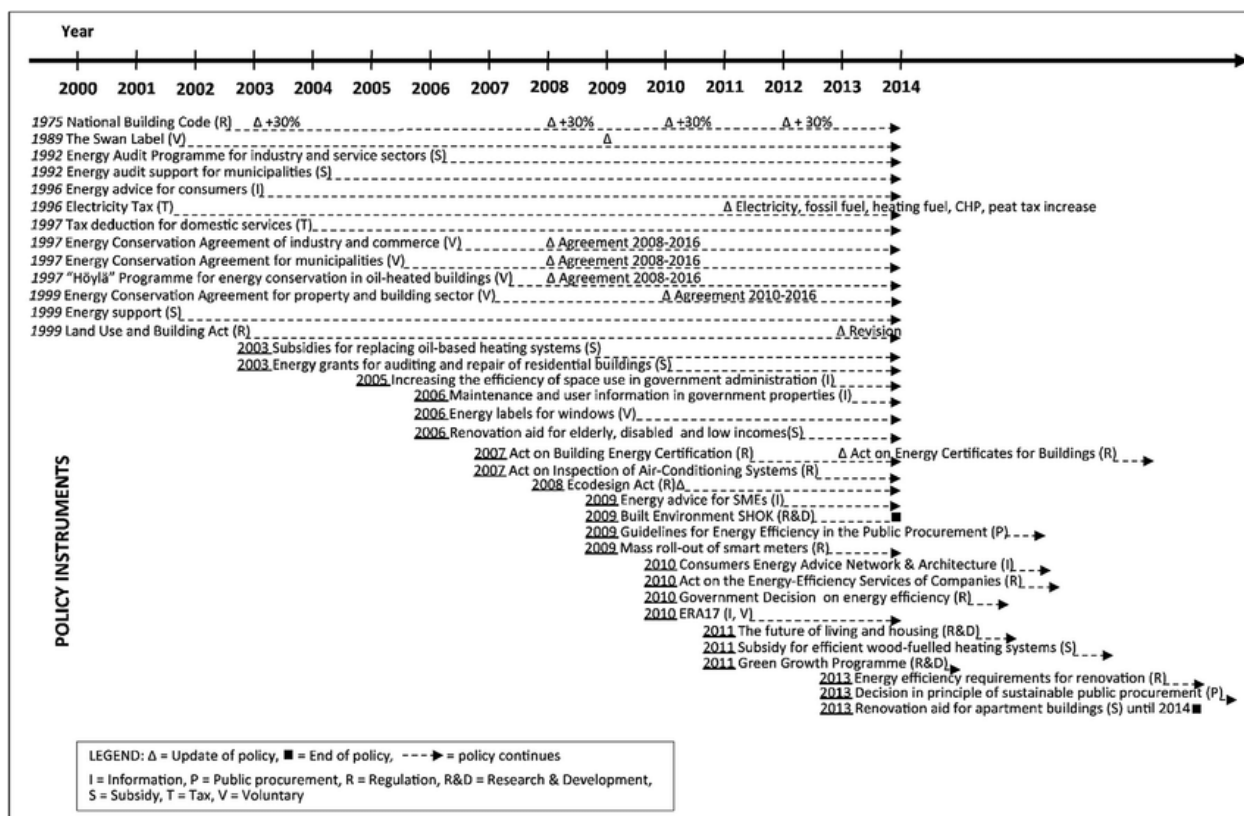 Year
2000 2001 2002 2003 2004 2005 2006 2007 2008 2009 2010 2011 2012 2013 2014
1975 National Building Code (R) Δ +30% Δ +30% Δ +30% Δ + 30%
1989 The Swan Label (V) Δ
1992 Energy Audit Programme for industry and service sectors (S)
1992 Energy audit support for municipalities (S)
1996 Energy advice for consumers (I)
1996 Electricity Tax (T) Δ Electricity, fossil fuel, heating fuel, CHP, peat tax increase
1997 Tax deduction for domestic services (T)
1997 Energy Conservation Agreement of industry and commerce (V) Δ Agreement 2008-2016
1997 Energy Conservation Agreement for municipalities (V) Δ Agreement 2008-2016
1997 “Höylä” Programme for energy conservation in oil-heated buildings (V) Δ Agreement 2008-2016
1999 Energy Conservation Agreement for property and building sector (V) Δ Agreement 2010-2016
1999 Energy support (S)
1999 Land Use and Building Act (R) Δ Revision
2003 Subsidies for replacing oil-based heating systems (S)
2003 Energy grants for auditing and repair of residential buildings (S)
2005 Increasing the efficiency of space use in government administration (I)
2006 Maintenance and user information in government properties (I)
2006 Energy labels for windows (V)
2006 Renovation aid for elderly, disabled and low incomes(S)
2007 Act on Building Energy Certification (R) Δ Act on Energy Certificates for Buildings (R)
2007 Act on Inspection of Air-Conditioning Systems (R)
2008 Ecodesign Act (R)Δ
2009 Energy advice for SMEs (I)
2009 Built Environment SHOK (R&D)
2009 Guidelines for Energy Efficiency in the Public Procurement (P)
2009 Mass roll-out of smart meters (R)
2010 Consumers Energy Advice Network & Architecture (I)
2010 Act on the Energy-Efficiency Services of Companies (R)
2010 Government Decision on energy efficiency (R)
2010 ERA17 (I, V)
2011 The future of living and housing (R&D)
2011 Subsidy for efficient wood-fuelled heating systems (S)
2011 Green Growth Programme (R&D)
2013 Energy efficiency requirements for renovation (R)
2013 Decision in principle of sustainable public procurement (P)
2013 Renovation aid for apartment buildings (S) until 2014 ■
POLICY INSTRUMENTS
LEGEND: Δ = Update of policy, ■ = End of policy, ---► = policy continues
I = Information, P = Public procurement, R = Regulation, R&D = Research & Development,
S = Subsidy, T = Tax, V = Voluntary